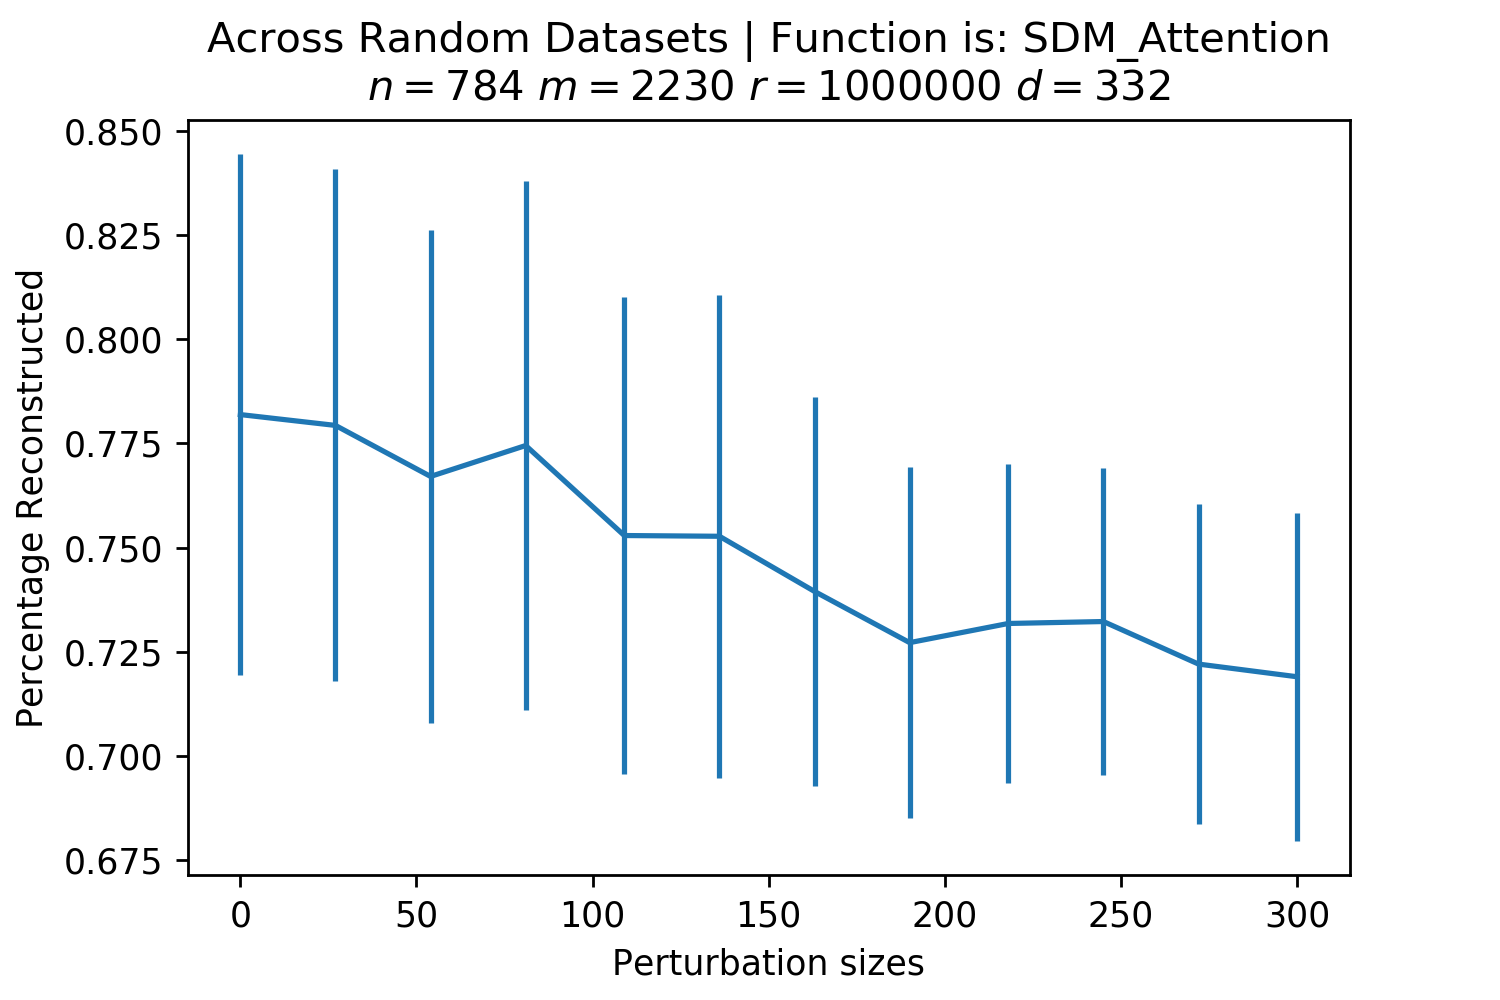 Across Random Datasets | Function is: SDM_Attention
n = 784 m = 2230 r = 1000000 d = 332
0.850
0.825
0.800
0.775
0.750
0.725
0.700
0.675
Percentage Reconstructed
0 50 100 150 200 250 300
Perturbation sizes